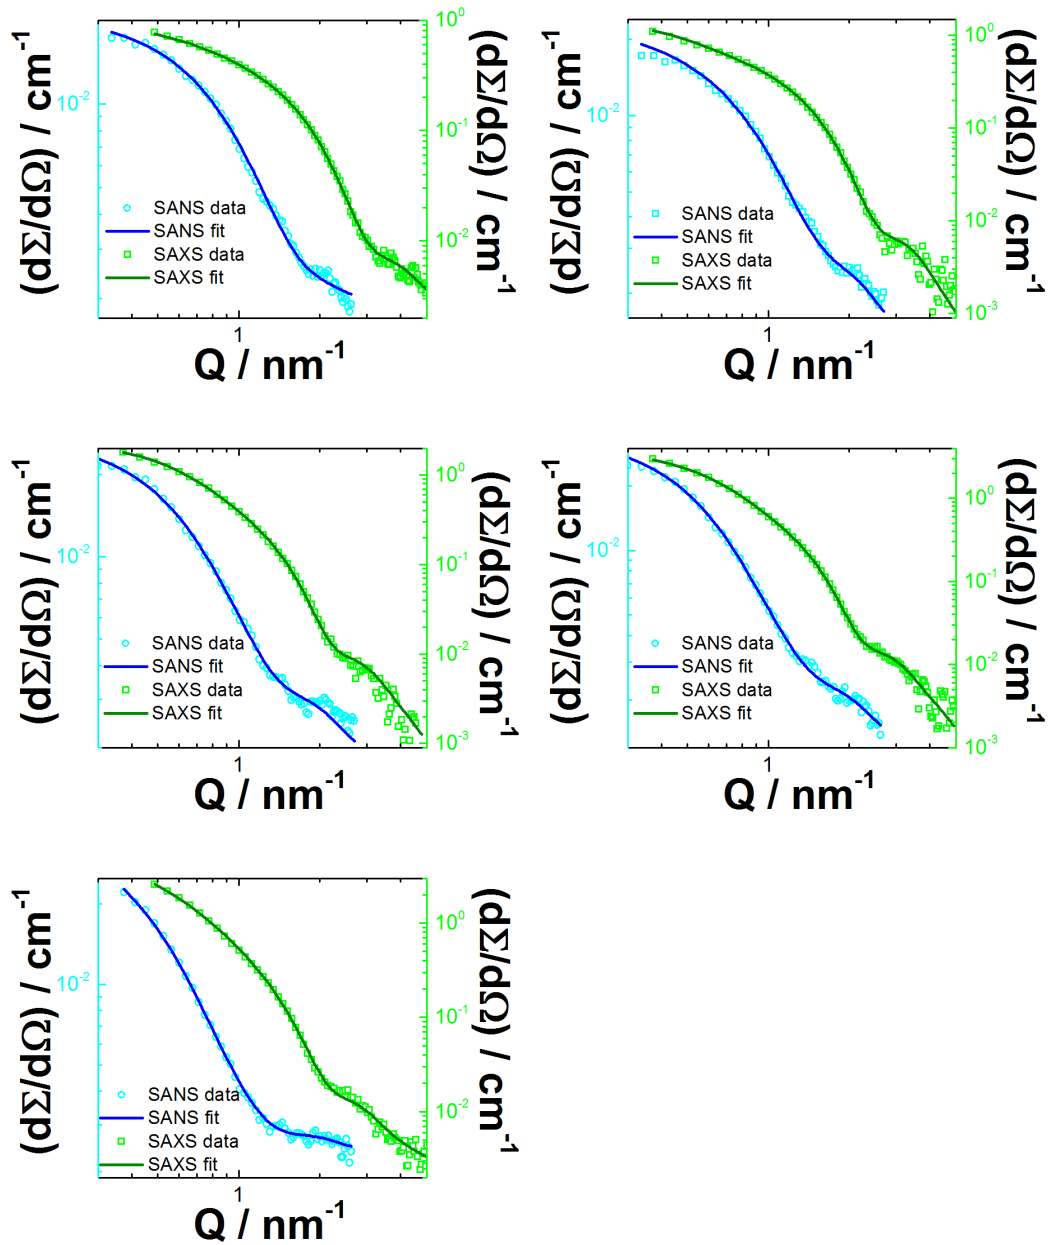 (dΣ/dΩ) / cm⁻¹
10⁻²
SANS data
SANS fit
SAXS data
SAXS fit
10⁰
10⁻¹
10⁻²
(dΣ/dΩ) / cm⁻¹
1
Q / nm⁻¹
(dΣ/dΩ) / cm⁻¹
10⁻²
SANS data
SANS fit
SAXS data
SAXS fit
10⁰
10⁻¹
10⁻²
10⁻³
(dΣ/dΩ) / cm⁻¹
1
Q / nm⁻¹
(dΣ/dΩ) / cm⁻¹
10⁻²
SANS data
SANS fit
SAXS data
SAXS fit
10⁰
10⁻¹
10⁻²
10⁻³
(dΣ/dΩ) / cm⁻¹
1
Q / nm⁻¹
(dΣ/dΩ) / cm⁻¹
10⁻²
SANS data
SANS fit
SAXS data
SAXS fit
10⁰
10⁻¹
10⁻²
10⁻³
(dΣ/dΩ) / cm⁻¹
1
Q / nm⁻¹
(dΣ/dΩ) / cm⁻¹
10⁻²
SANS data
SANS fit
SAXS data
SAXS fit
10⁰
10⁻¹
10⁻²
(dΣ/dΩ) / cm⁻¹
1
Q / nm⁻¹